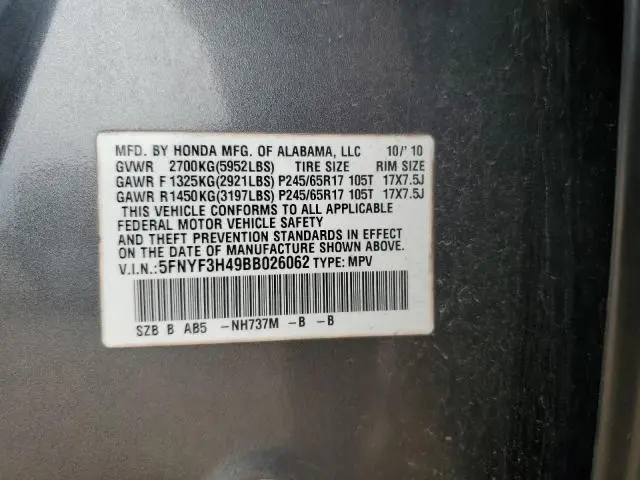 MFD. BY HONDA MFG. OF ALABAMA, LLC 10/'10
GVWR 2700KG(5952LBS) TIRE SIZE RIM SIZE
GAWR F 1325KG(2921LBS) P245/65R17 105T 17X7.5J
GAWR R1450KG(3197LBS) P245/65R17 105T 17X7.5J
THIS VEHICLE CONFORMS TO ALL APPLICABLE
FEDERAL MOTOR VEHICLE SAFETY
AND THEFT PREVENTION STANDARDS IN EFFECT
ON THE DATE OF MANUFACTURE SHOWN ABOVE.
V.I.N.:5FNYF3H49BB026062 TYPE: MPV
SZB B AB5 -NH737M -B -B